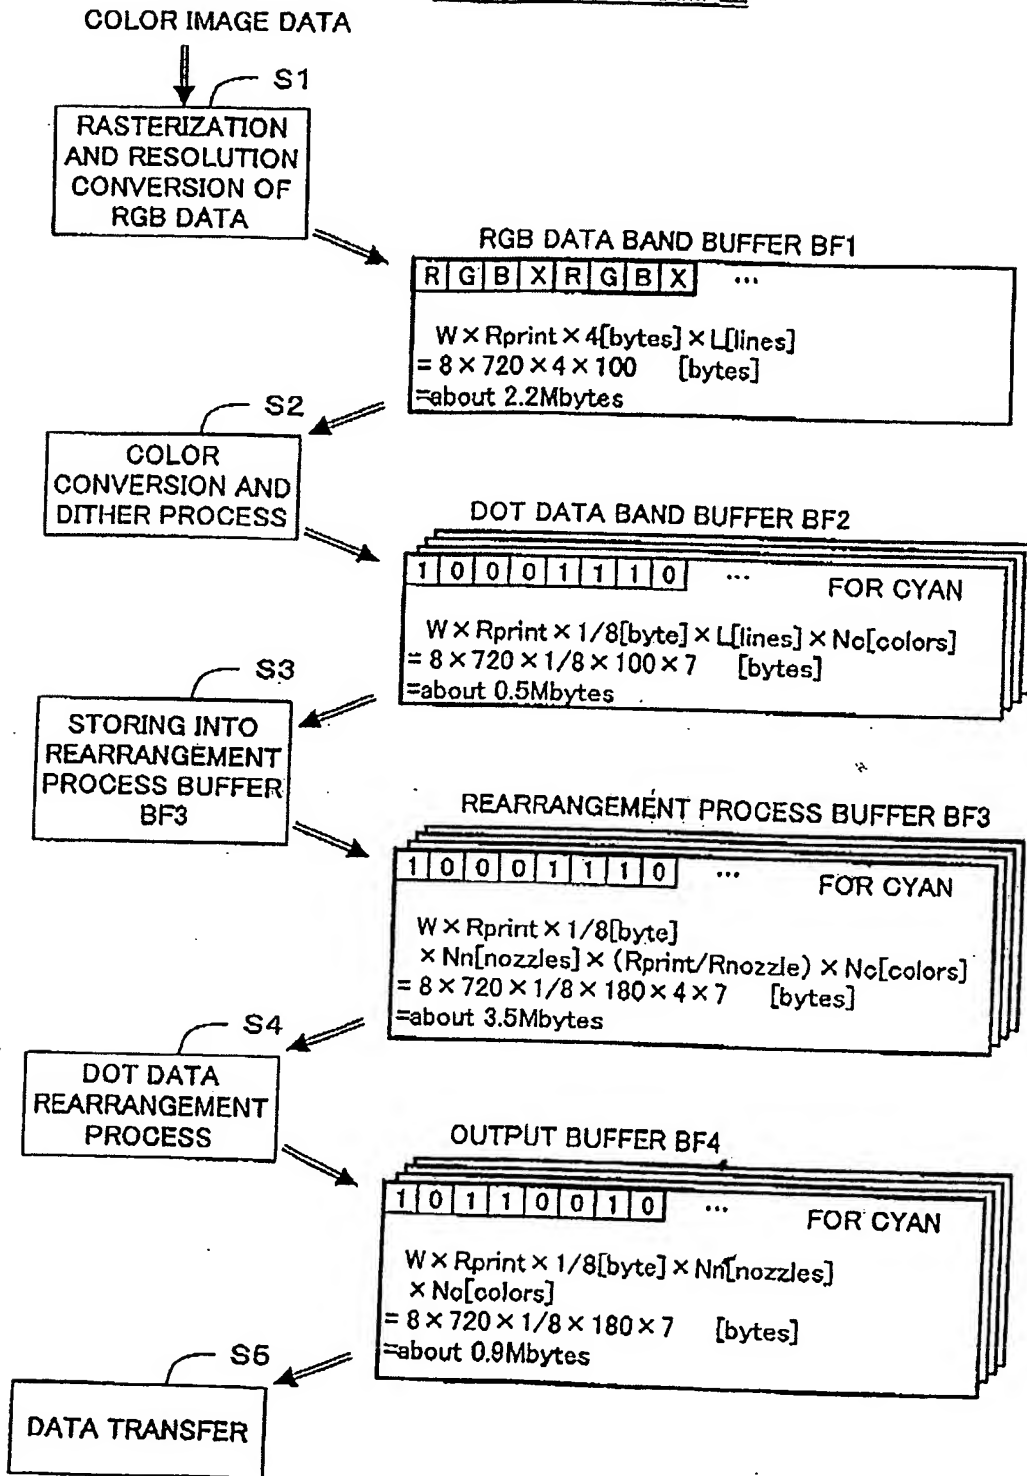 COLOR IMAGE DATA
S1
RASTERIZATION
AND RESOLUTION
CONVERSION OF
RGB DATA
RGB DATA BAND BUFFER BF1
R G B X R G B X ...
W × Rprint × 4[bytes] × L[lines]
= 8 × 720 × 4 × 100 [bytes]
=about 2.2Mbytes
S2
COLOR
CONVERSION AND
DITHER PROCESS
DOT DATA BAND BUFFER BF2
1 0 0 0 1 1 1 0 ...
FOR CYAN
W × Rprint × 1/8[byte] × L[lines] × Nc[colors]
= 8 × 720 × 1/8 × 100 × 7 [bytes]
=about 0.5Mbytes
S3
STORING INTO
REARRANGEMENT
PROCESS BUFFER
BF3
REARRANGEMENT PROCESS BUFFER BF3
1 0 0 0 1 1 1 0 ...
FOR CYAN
W × Rprint × 1/8[byte]
× Nn[nozzles] × (Rprint/Rnozzle) × Nc[colors]
= 8 × 720 × 1/8 × 180 × 4 × 7 [bytes]
=about 3.5Mbytes
S4
DOT DATA
REARRANGEMENT
PROCESS
OUTPUT BUFFER BF4
1 0 1 1 0 0 1 0 ...
FOR CYAN
W × Rprint × 1/8[byte] × Nn[nozzles]
× Nc[colors]
= 8 × 720 × 1/8 × 180 × 7 [bytes]
=about 0.9Mbytes
S5
DATA TRANSFER